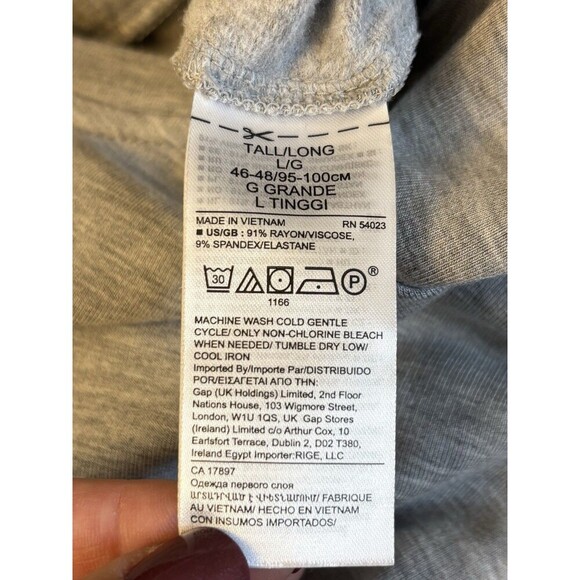 TALL/LONG
L/G
46-48/95-100CM
G GRANDE
L TINGGI
MADE IN VIETNAM RN 54023
■ US/GB : 91% RAYON/VISCOSE,
9% SPANDEX/ELASTANE
30 P ®
1166
MACHINE WASH COLD GENTLE
CYCLE/ ONLY NON-CHLORINE BLEACH
WHEN NEEDED/ TUMBLE DRY LOW/
COOL IRON
Imported By/Importe Par/DISTRIBUIDO
POR/ΕΙΣΑΓΕΤΑΙ ΑΠΟ ΤΗΝ:
Gap (UK Holdings) Limited, 2nd Floor
Nations House, 103 Wigmore Street,
London, W1U 1QS, UK Gap Stores
(Ireland) Limited c/o Arthur Cox, 10
Earlsfort Terrace, Dublin 2, D02 T380,
Ireland Egypt Importer:RIGE, LLC
CA 17897
Одежда первого слоя
ԱՐՏԱԴՐՎԱԾ Է ՎԻԵՏՆԱՄՈՒՄ/ FABRIQUE
AU VIETNAM/ HECHO EN VIETNAM
CON INSUMOS IMPORTADOS/